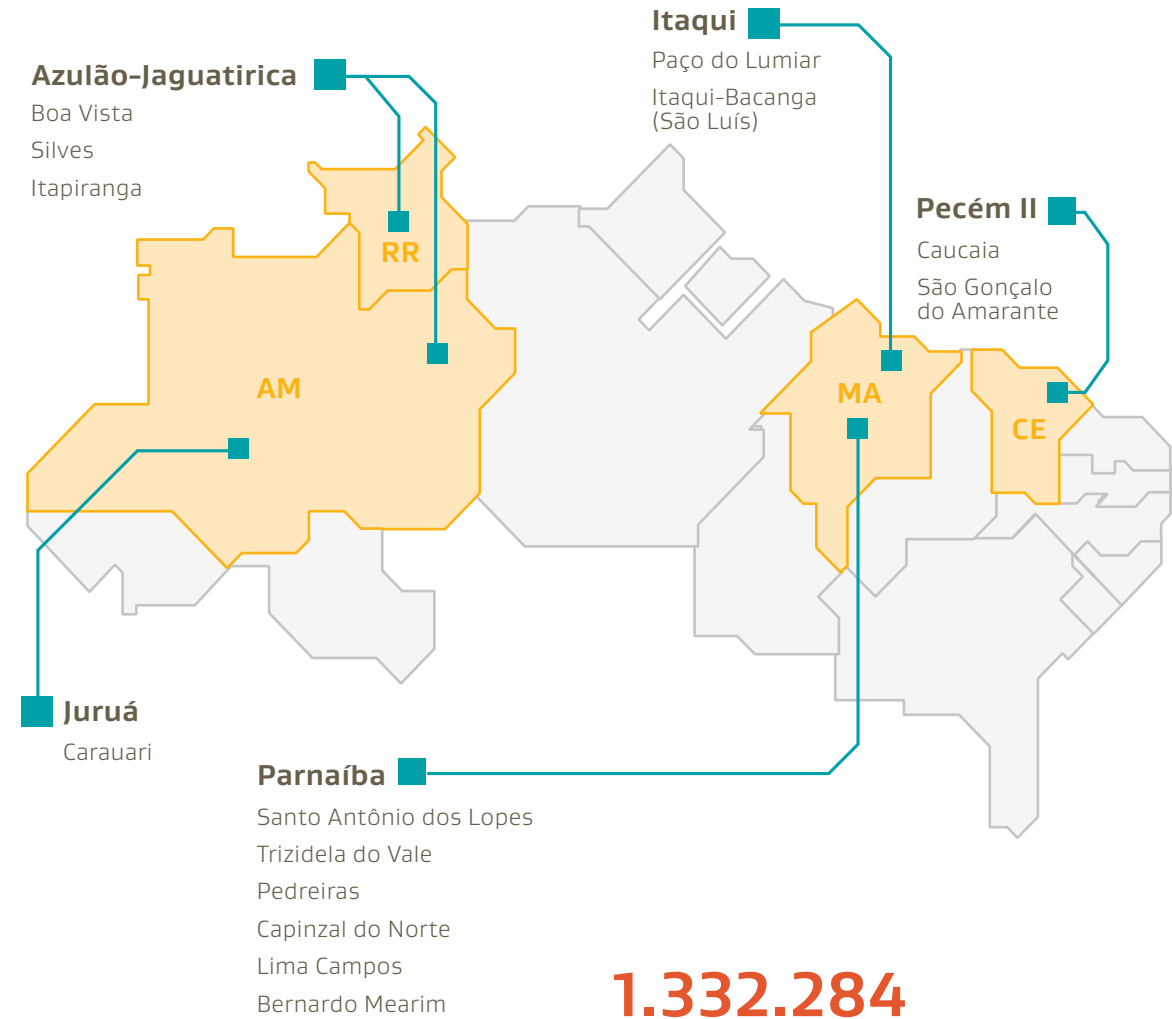 Itaqui
Paço do Lumiar
Itaqui-Bacanga
(São Luís)
Azulão-Jaguatirica
Boa Vista
Silves
Itapiranga
Pecém II
Caucaia
São Gonçalo
do Amarante
RR
AM
MA
CE
Juruá
Carauari
Parnaíba
Santo Antônio dos Lopes
Trizidela do Vale
Pedreiras
Capinzal do Norte
Lima Campos
Bernardo Mearim
1.332.284